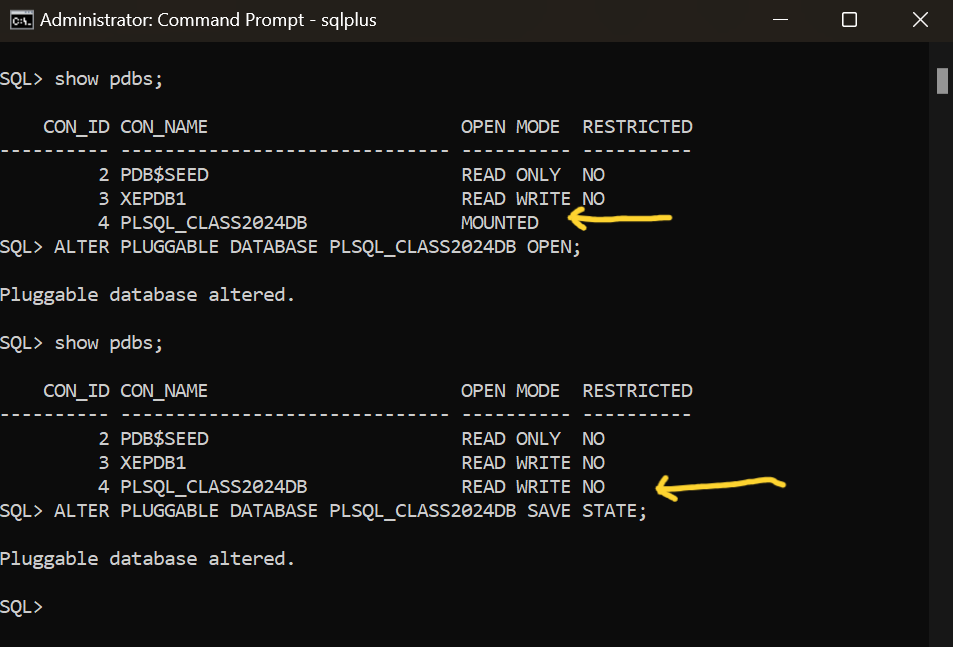 Administrator: Command Prompt - sqlplus
SQL> show pdbs;
    CON_ID CON_NAME                       OPEN MODE  RESTRICTED
---------- ------------------------------ ---------- ----------
         2 PDB$SEED                       READ ONLY  NO
         3 XEPDB1                         READ WRITE NO
         4 PLSQL_CLASS2024DB              MOUNTED
SQL> ALTER PLUGGABLE DATABASE PLSQL_CLASS2024DB OPEN;
Pluggable database altered.
SQL> show pdbs;
    CON_ID CON_NAME                       OPEN MODE  RESTRICTED
---------- ------------------------------ ---------- ----------
         2 PDB$SEED                       READ ONLY  NO
         3 XEPDB1                         READ WRITE NO
         4 PLSQL_CLASS2024DB              READ WRITE NO
SQL> ALTER PLUGGABLE DATABASE PLSQL_CLASS2024DB SAVE STATE;
Pluggable database altered.
SQL>